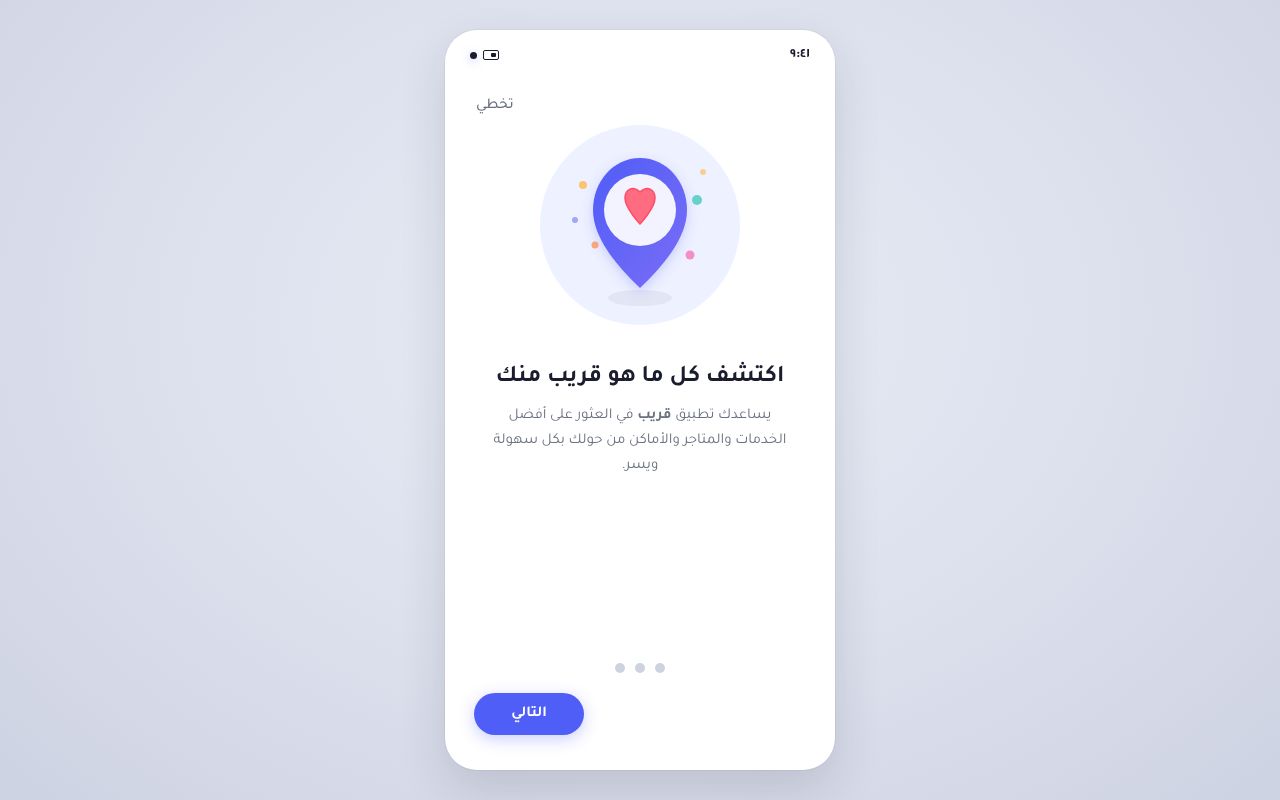 ٩:٤١
تخطي
اكتشف كل ما هو قريب منك
يساعدك تطبيق قريب في العثور على أفضل
الخدمات والمتاجر والأماكن من حولك بكل سهولة
ويسر.
التالي